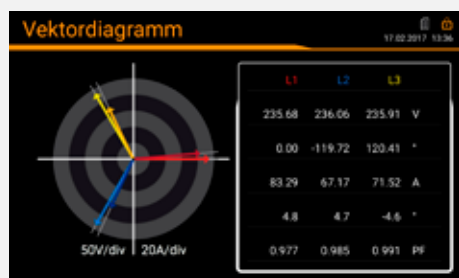 Vektordiagramm
17.02.2017 13:36
L1 L2 L3
235.68 236.06 235.91 V
0.00 -119.72 120.41 °
83.29 67.17 71.52 A
4.8 4.7 -4.6 °
0.977 0.985 0.991 PF
50V/div 20A/div